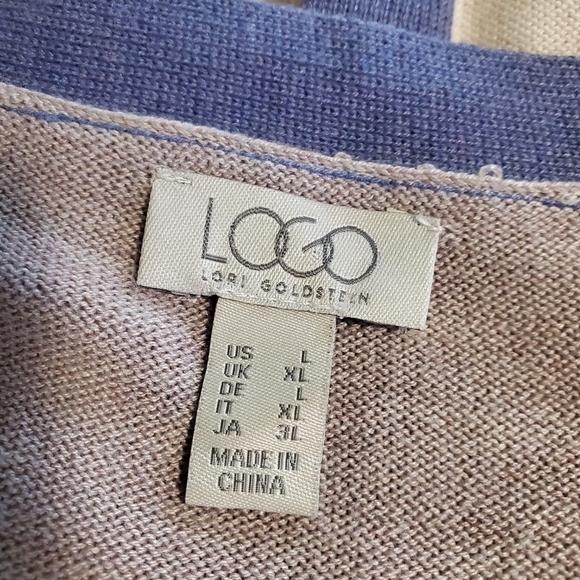 LOGO
LORI GOLDSTEIN
US L
UK XL
DE L
IT XL
JA 3L
MADE IN
CHINA